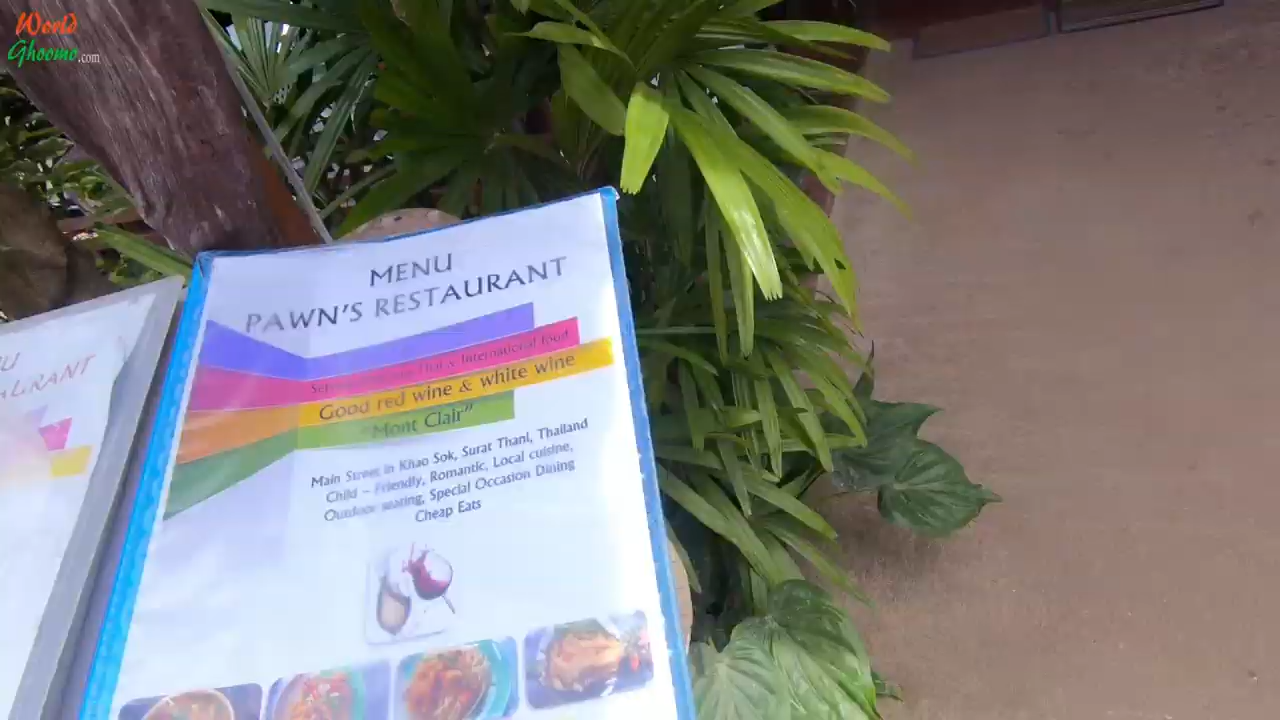 World
Ghoomo.com
MENU
PAWN'S RESTAURANT
Thai & International food
Good red wine & white wine
"Mont Clair"
Main Street in Khao Sok, Surat Thani, Thailand
Child – Friendly, Romantic, Local cuisine,
Outdoor seating, Special Occasion Dining
Cheap Eats